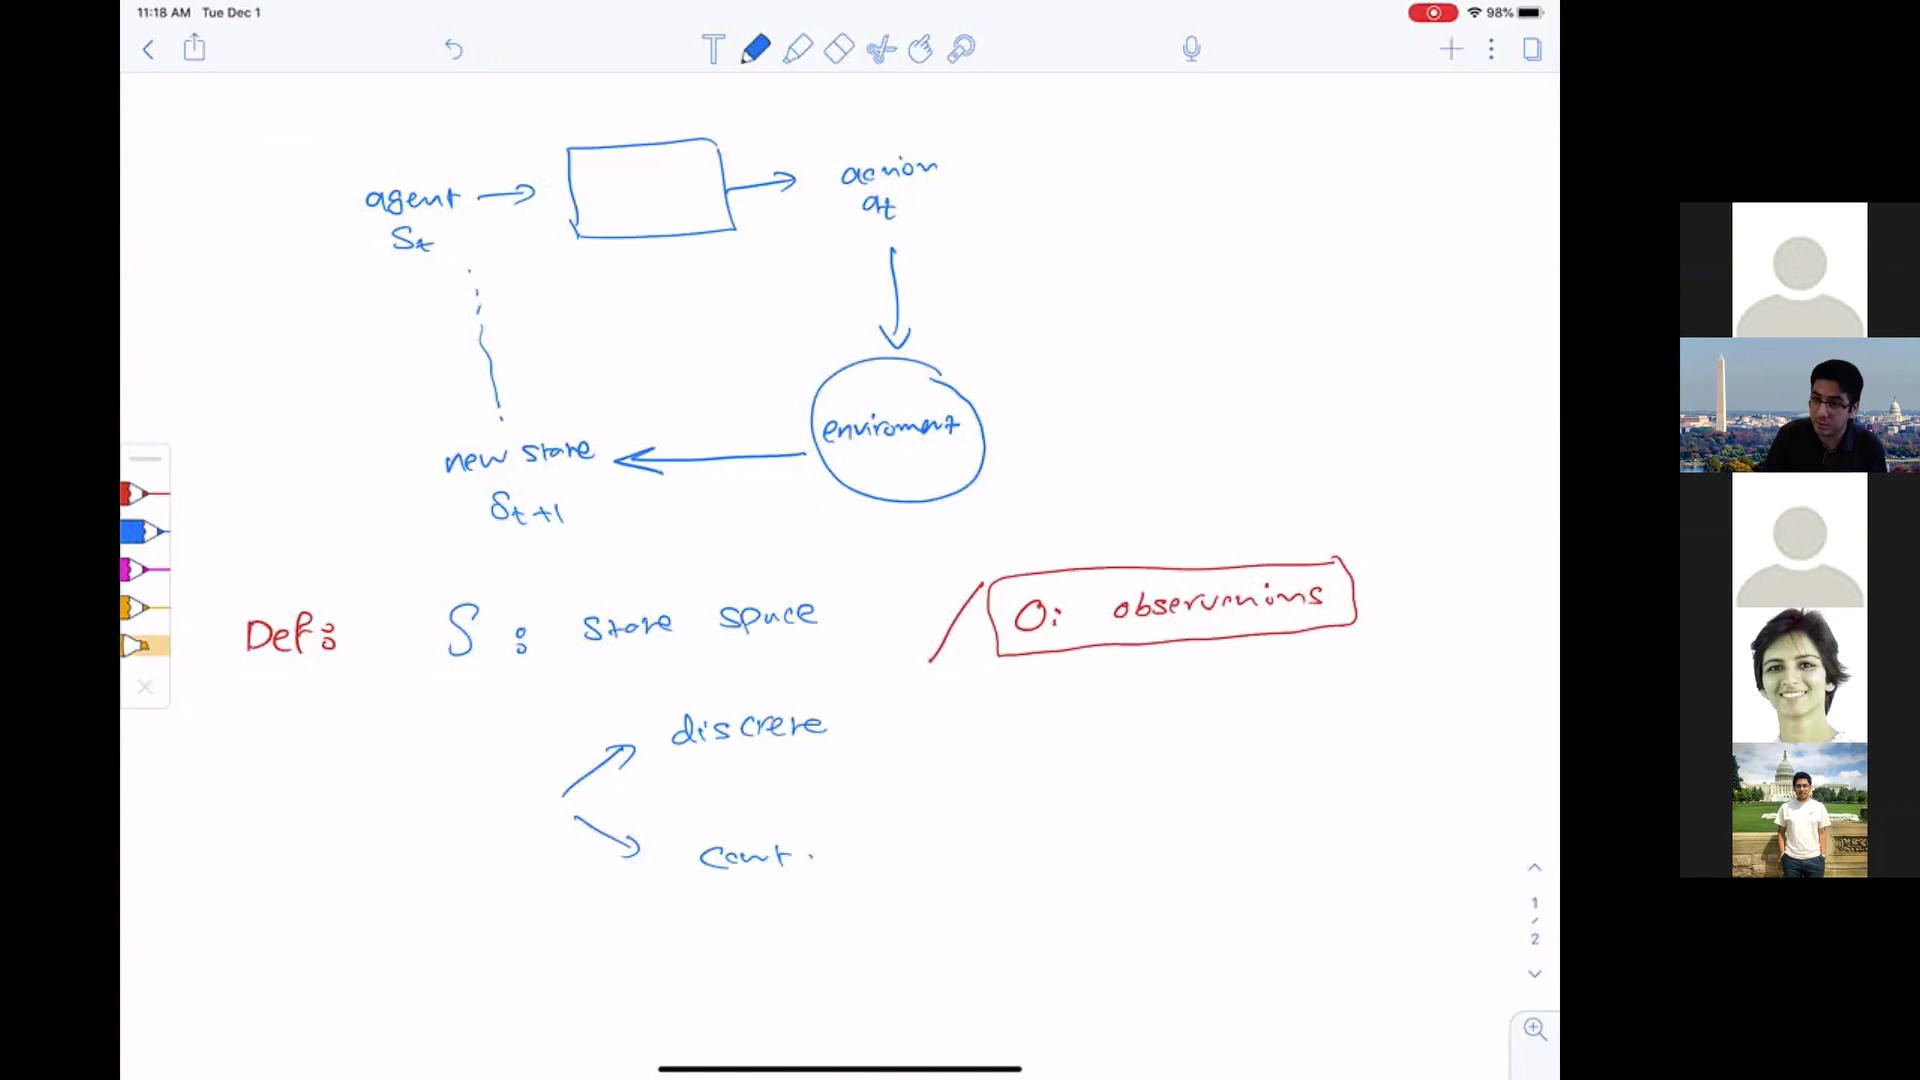 11:18 AM Tue Dec 1
98%
T
agent
St
action
at
enviroment
new state
St+1
Def:
S : state space
O: observations
discrete
cont.
1
/
2